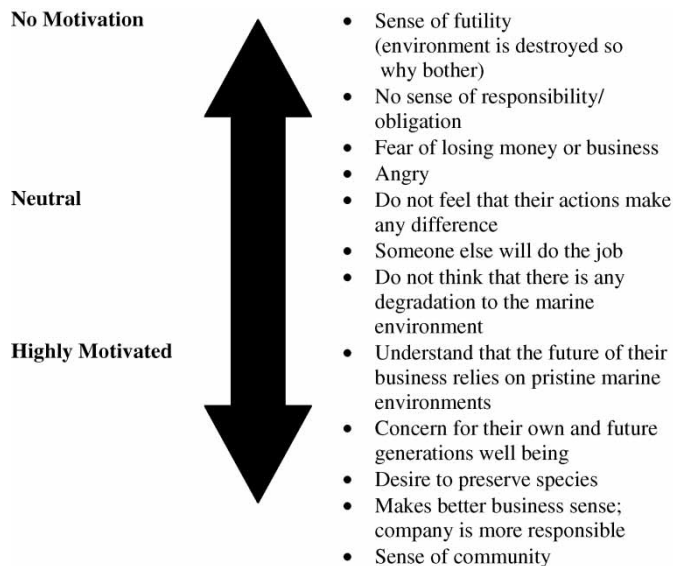 No Motivation
• Sense of futility
(environment is destroyed so
why bother)
• No sense of responsibility/
obligation
• Fear of losing money or business
• Angry
Neutral
• Do not feel that their actions make
any difference
• Someone else will do the job
• Do not think that there is any
degradation to the marine
environment
Highly Motivated
• Understand that the future of their
business relies on pristine marine
environments
• Concern for their own and future
generations well being
• Desire to preserve species
• Makes better business sense;
company is more responsible
• Sense of community